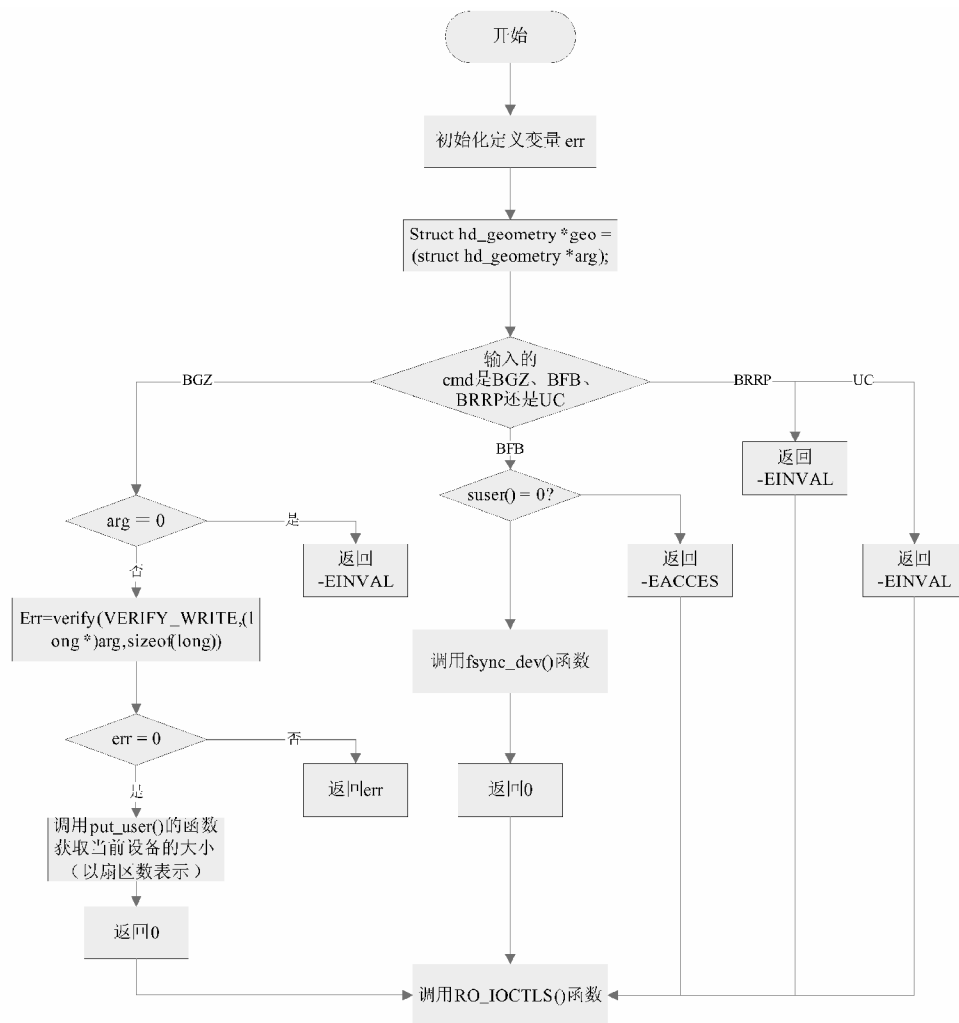 开始
初始化定义变量 err
Struct hd_geometry *geo =
(struct hd_geometry *arg);
输入的
cmd是BGZ、BFB、
BRRP还是UC
BGZ
BRRP
UC
BFB
返回
-EINVAL
suser() = 0?
arg = 0
是
返回
-EINVAL
返回
-EACCES
返回
-EINVAL
否
Err=verify(VERIFY_WRITE,(l
ong *)arg,sizeof(long))
调用fsync_dev()函数
err = 0
否
返回err
返回0
是
调用put_user()的函数
获取当前设备的大小
（以扇区数表示）
返回0
调用RO_IOCTLS()函数